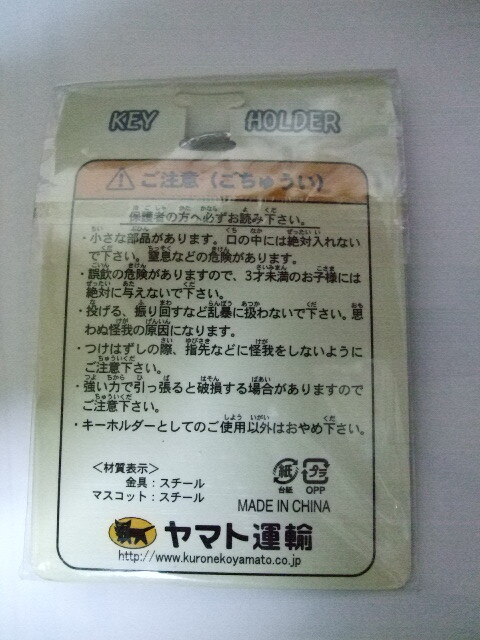 KEY HOLDER
ご注意 (ごちゅうい)
保護者の方へ必ずお読み下さい。
・小さな部品があります。口の中には絶対入れない
で下さい。窒息などの危険があります。
・誤飲の危険がありますので、3才未満のお子様には
絶対に与えないで下さい。
・投げる、振り回すなど乱暴に扱わないで下さい。思
わぬ怪我の原因になります。
・つけはずしの際、指先などに怪我をしないように
ご注意下さい。
・強い力で引っ張ると破損する場合がありますので
ご注意下さい。
・キーホルダーとしてのご使用以外はおやめ下さい。
＜材質表示＞
金具：スチール
マスコット：スチール
紙 プラ
台紙 OPP
MADE IN CHINA
ヤマト運輸
http://www.kuronekoyamato.co.jp